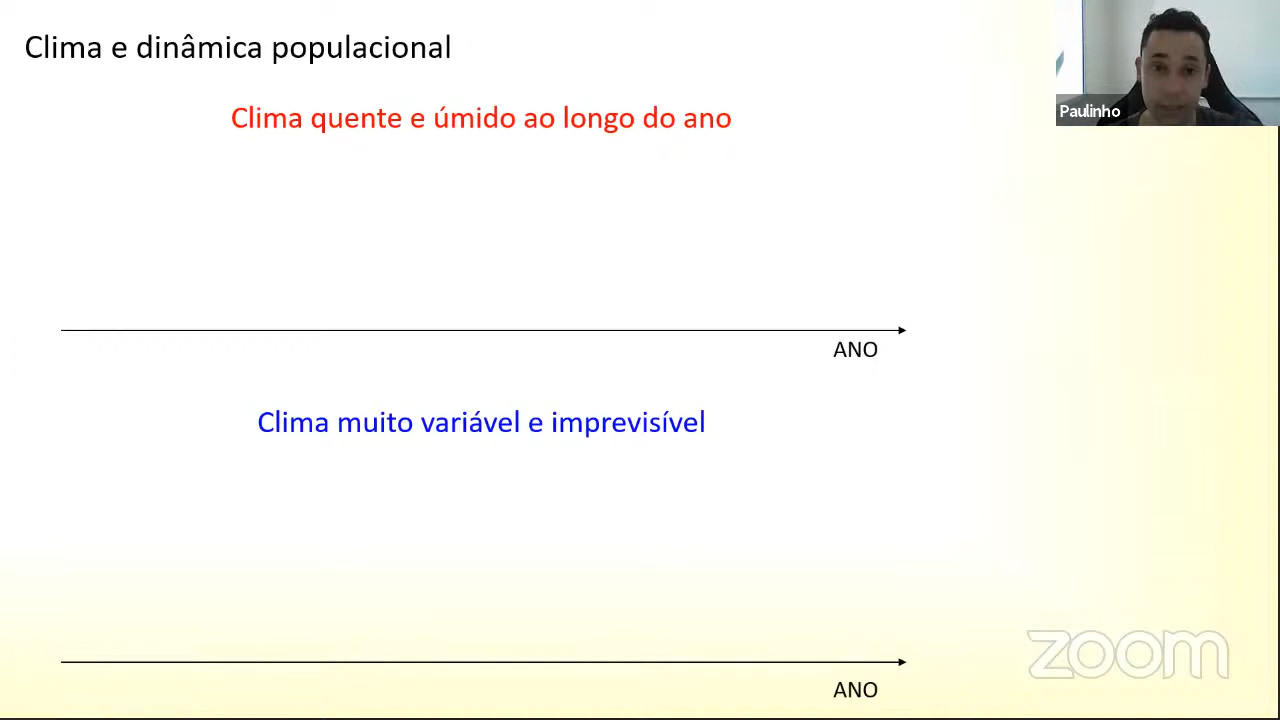 Clima e dinâmica populacional
Paulinho
Clima quente e úmido ao longo do ano
ANO
Clima muito variável e imprevisível
zoom
ANO